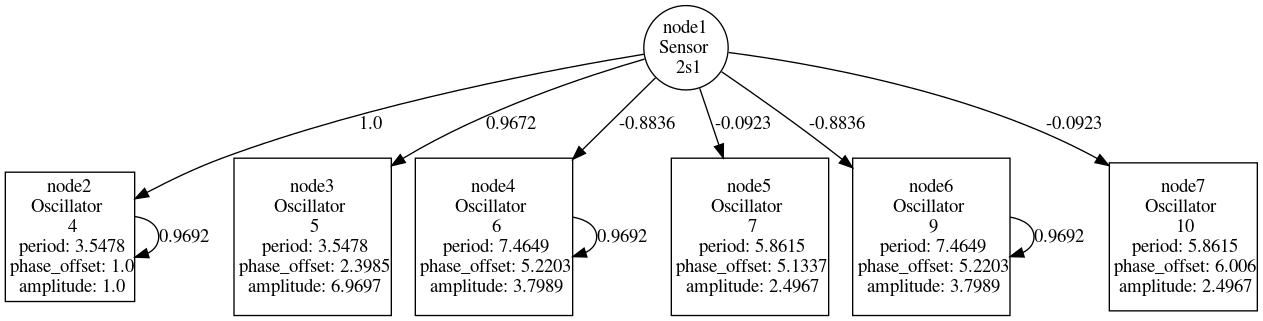 node1
Sensor
2s1
1.0
0.9672
-0.8836
-0.0923
-0.8836
-0.0923
node2
Oscillator
4
period: 3.5478
phase_offset: 1.0
amplitude: 1.0
0.9692
node3
Oscillator
5
period: 3.5478
phase_offset: 2.3985
amplitude: 6.9697
node4
Oscillator
6
period: 7.4649
phase_offset: 5.2203
amplitude: 3.7989
0.9692
node5
Oscillator
7
period: 5.8615
phase_offset: 5.1337
amplitude: 2.4967
node6
Oscillator
9
period: 7.4649
phase_offset: 5.2203
amplitude: 3.7989
0.9692
node7
Oscillator
10
period: 5.8615
phase_offset: 6.006
amplitude: 2.4967